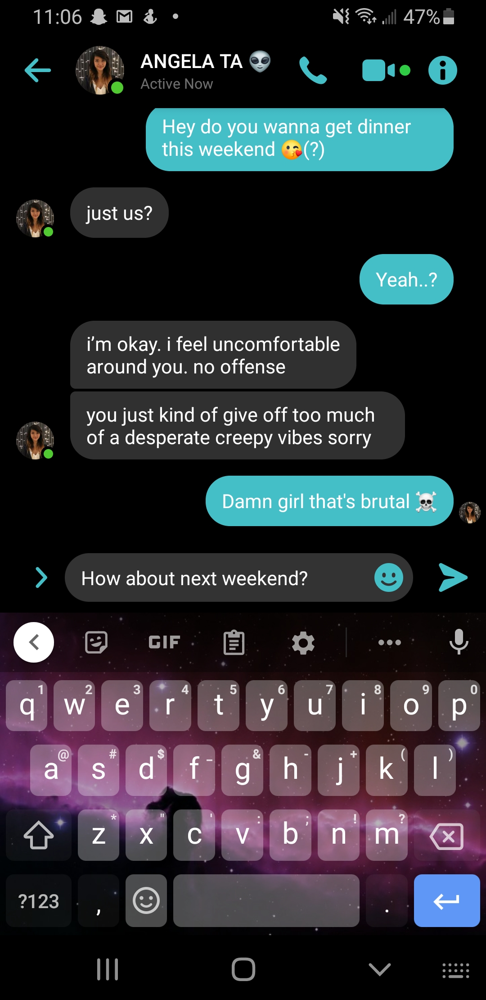 11:06
47%
ANGELA TA 👽
Active Now
Hey do you wanna get dinner
this weekend 😘(?)
just us?
Yeah..?
i’m okay. i feel uncomfortable
around you. no offense
you just kind of give off too much
of a desperate creepy vibes sorry
Damn girl that's brutal ☠️
How about next weekend?
GIF
1 2 3 4 5 6 7 8 9 0
q w e r t y u i o p
@ # $ _ & - + ( )
a s d f g h j k l
* " ' : ; ! ?
z x c v b n m
?123 , .